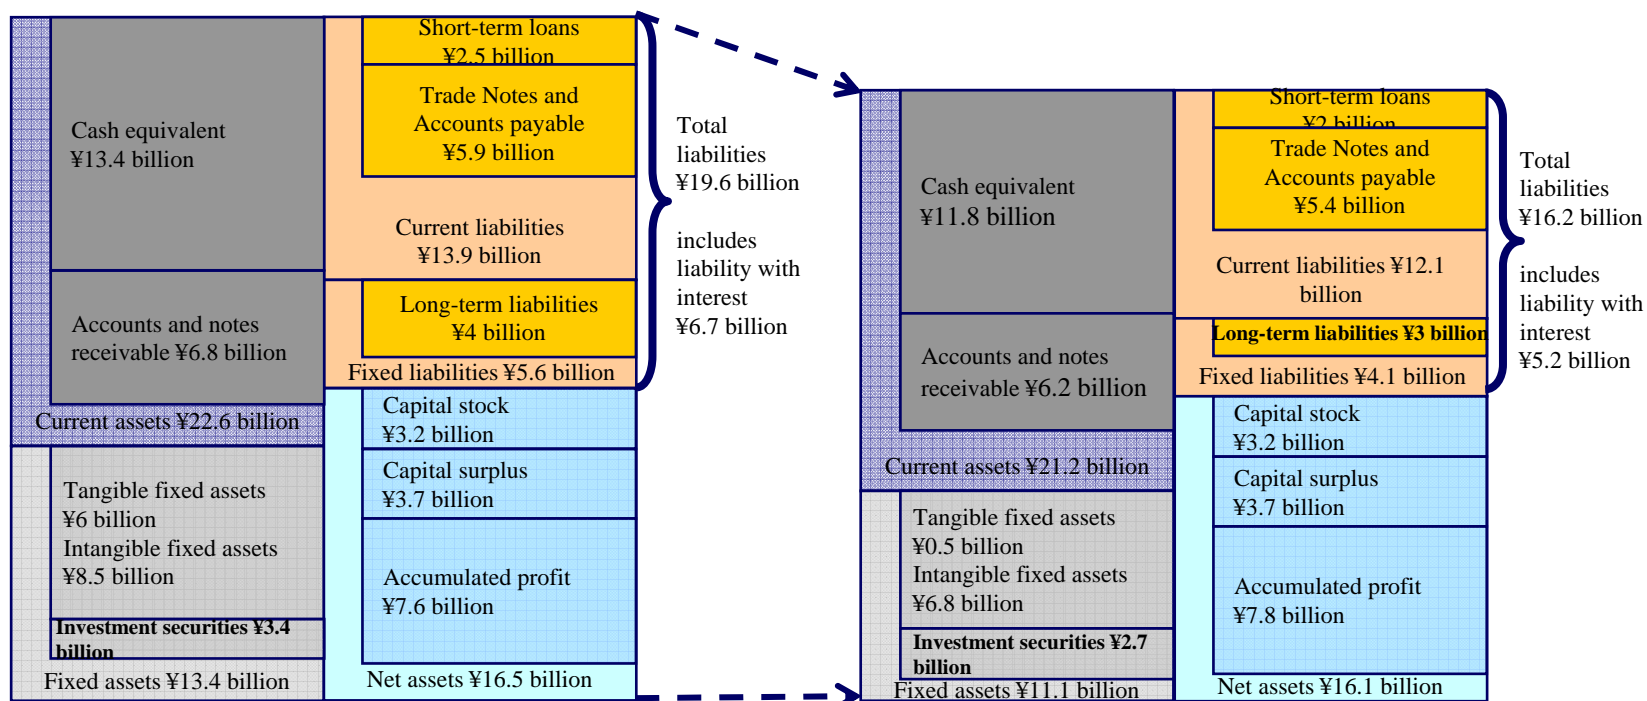 Cash equivalent
¥13.4 billion
Accounts and notes
receivable ¥6.8 billion
Current assets ¥22.6 billion
Tangible fixed assets
¥6 billion
Intangible fixed assets
¥8.5 billion
Investment securities ¥3.4
billion
Fixed assets ¥13.4 billion
Short-term loans
¥2.5 billion
Trade Notes and
Accounts payable
¥5.9 billion
Current liabilities
¥13.9 billion
Long-term liabilities
¥4 billion
Fixed liabilities ¥5.6 billion
Capital stock
¥3.2 billion
Capital surplus
¥3.7 billion
Accumulated profit
¥7.6 billion
Net assets ¥16.5 billion
Total
liabilities
¥19.6 billion
includes
liability with
interest
¥6.7 billion
Cash equivalent
¥11.8 billion
Accounts and notes
receivable ¥6.2 billion
Current assets ¥21.2 billion
Tangible fixed assets
¥0.5 billion
Intangible fixed assets
¥6.8 billion
Investment securities ¥2.7
billion
Fixed assets ¥11.1 billion
Short-term loans
¥2 billion
Trade Notes and
Accounts payable
¥5.4 billion
Current liabilities ¥12.1
billion
Long-term liabilities ¥3 billion
Fixed liabilities ¥4.1 billion
Capital stock
¥3.2 billion
Capital surplus
¥3.7 billion
Accumulated profit
¥7.8 billion
Net assets ¥16.1 billion
Total
liabilities
¥16.2 billion
includes
liability with
interest
¥5.2 billion